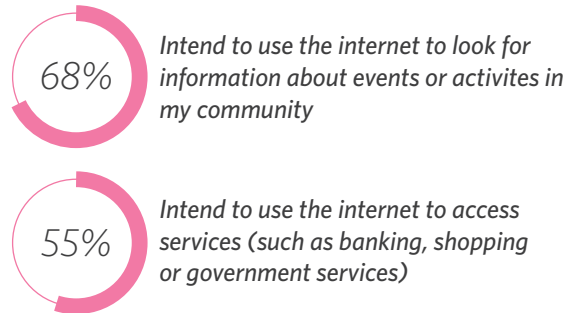 68%
Intend to use the internet to look for
information about events or activites in
my community
55%
Intend to use the internet to access
services (such as banking, shopping
or government services)